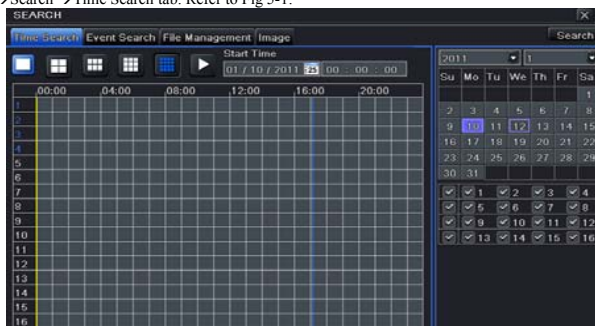 Search → Time Search tab. Refer to Fig 5-1.
SEARCH
Time Search Event Search File Management Image Search
Start Time
01 / 10 / 2011 25 00 : 00 : 00
2011 1
Su Mo Tu We Th Fr Sa
1
2 3 4 5 6 7 8
9 10 11 12 13 14 15
16 17 18 19 20 21 22
23 24 25 26 27 28 29
30 31
00:00 04:00 08:00 12:00 16:00 20:00
1
2
3
4
5
6
7
8
9
10
11
12
13
14
15
16
1 2 3 4
5 6 7 8
9 10 11 12
13 14 15 16